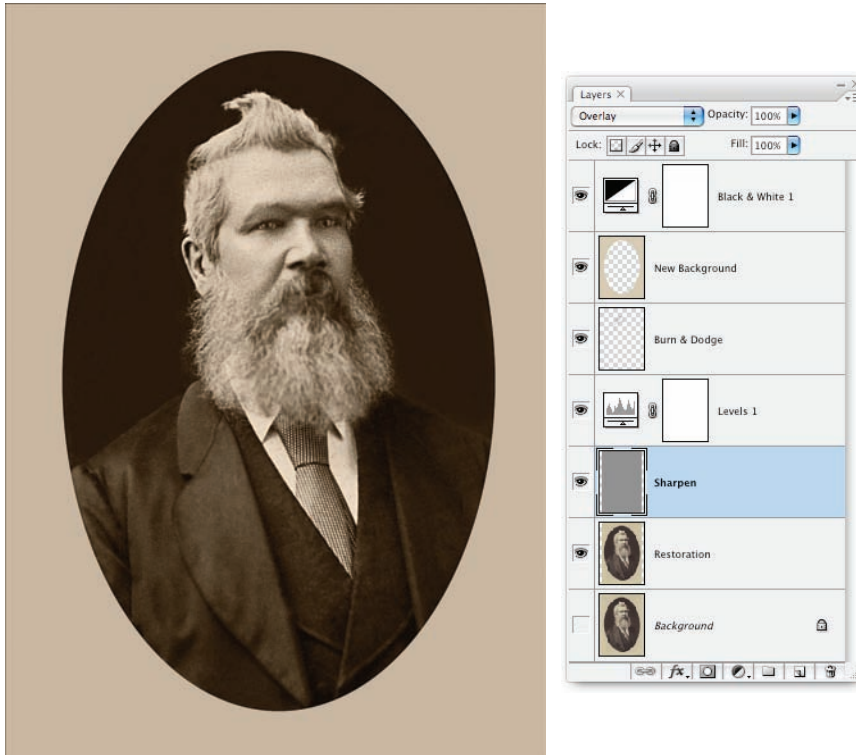 Layers ×
Overlay
Opacity: 100%
Lock:
Fill: 100%
Black & White 1
New Background
Burn & Dodge
Levels 1
Sharpen
Restoration
Background
fx